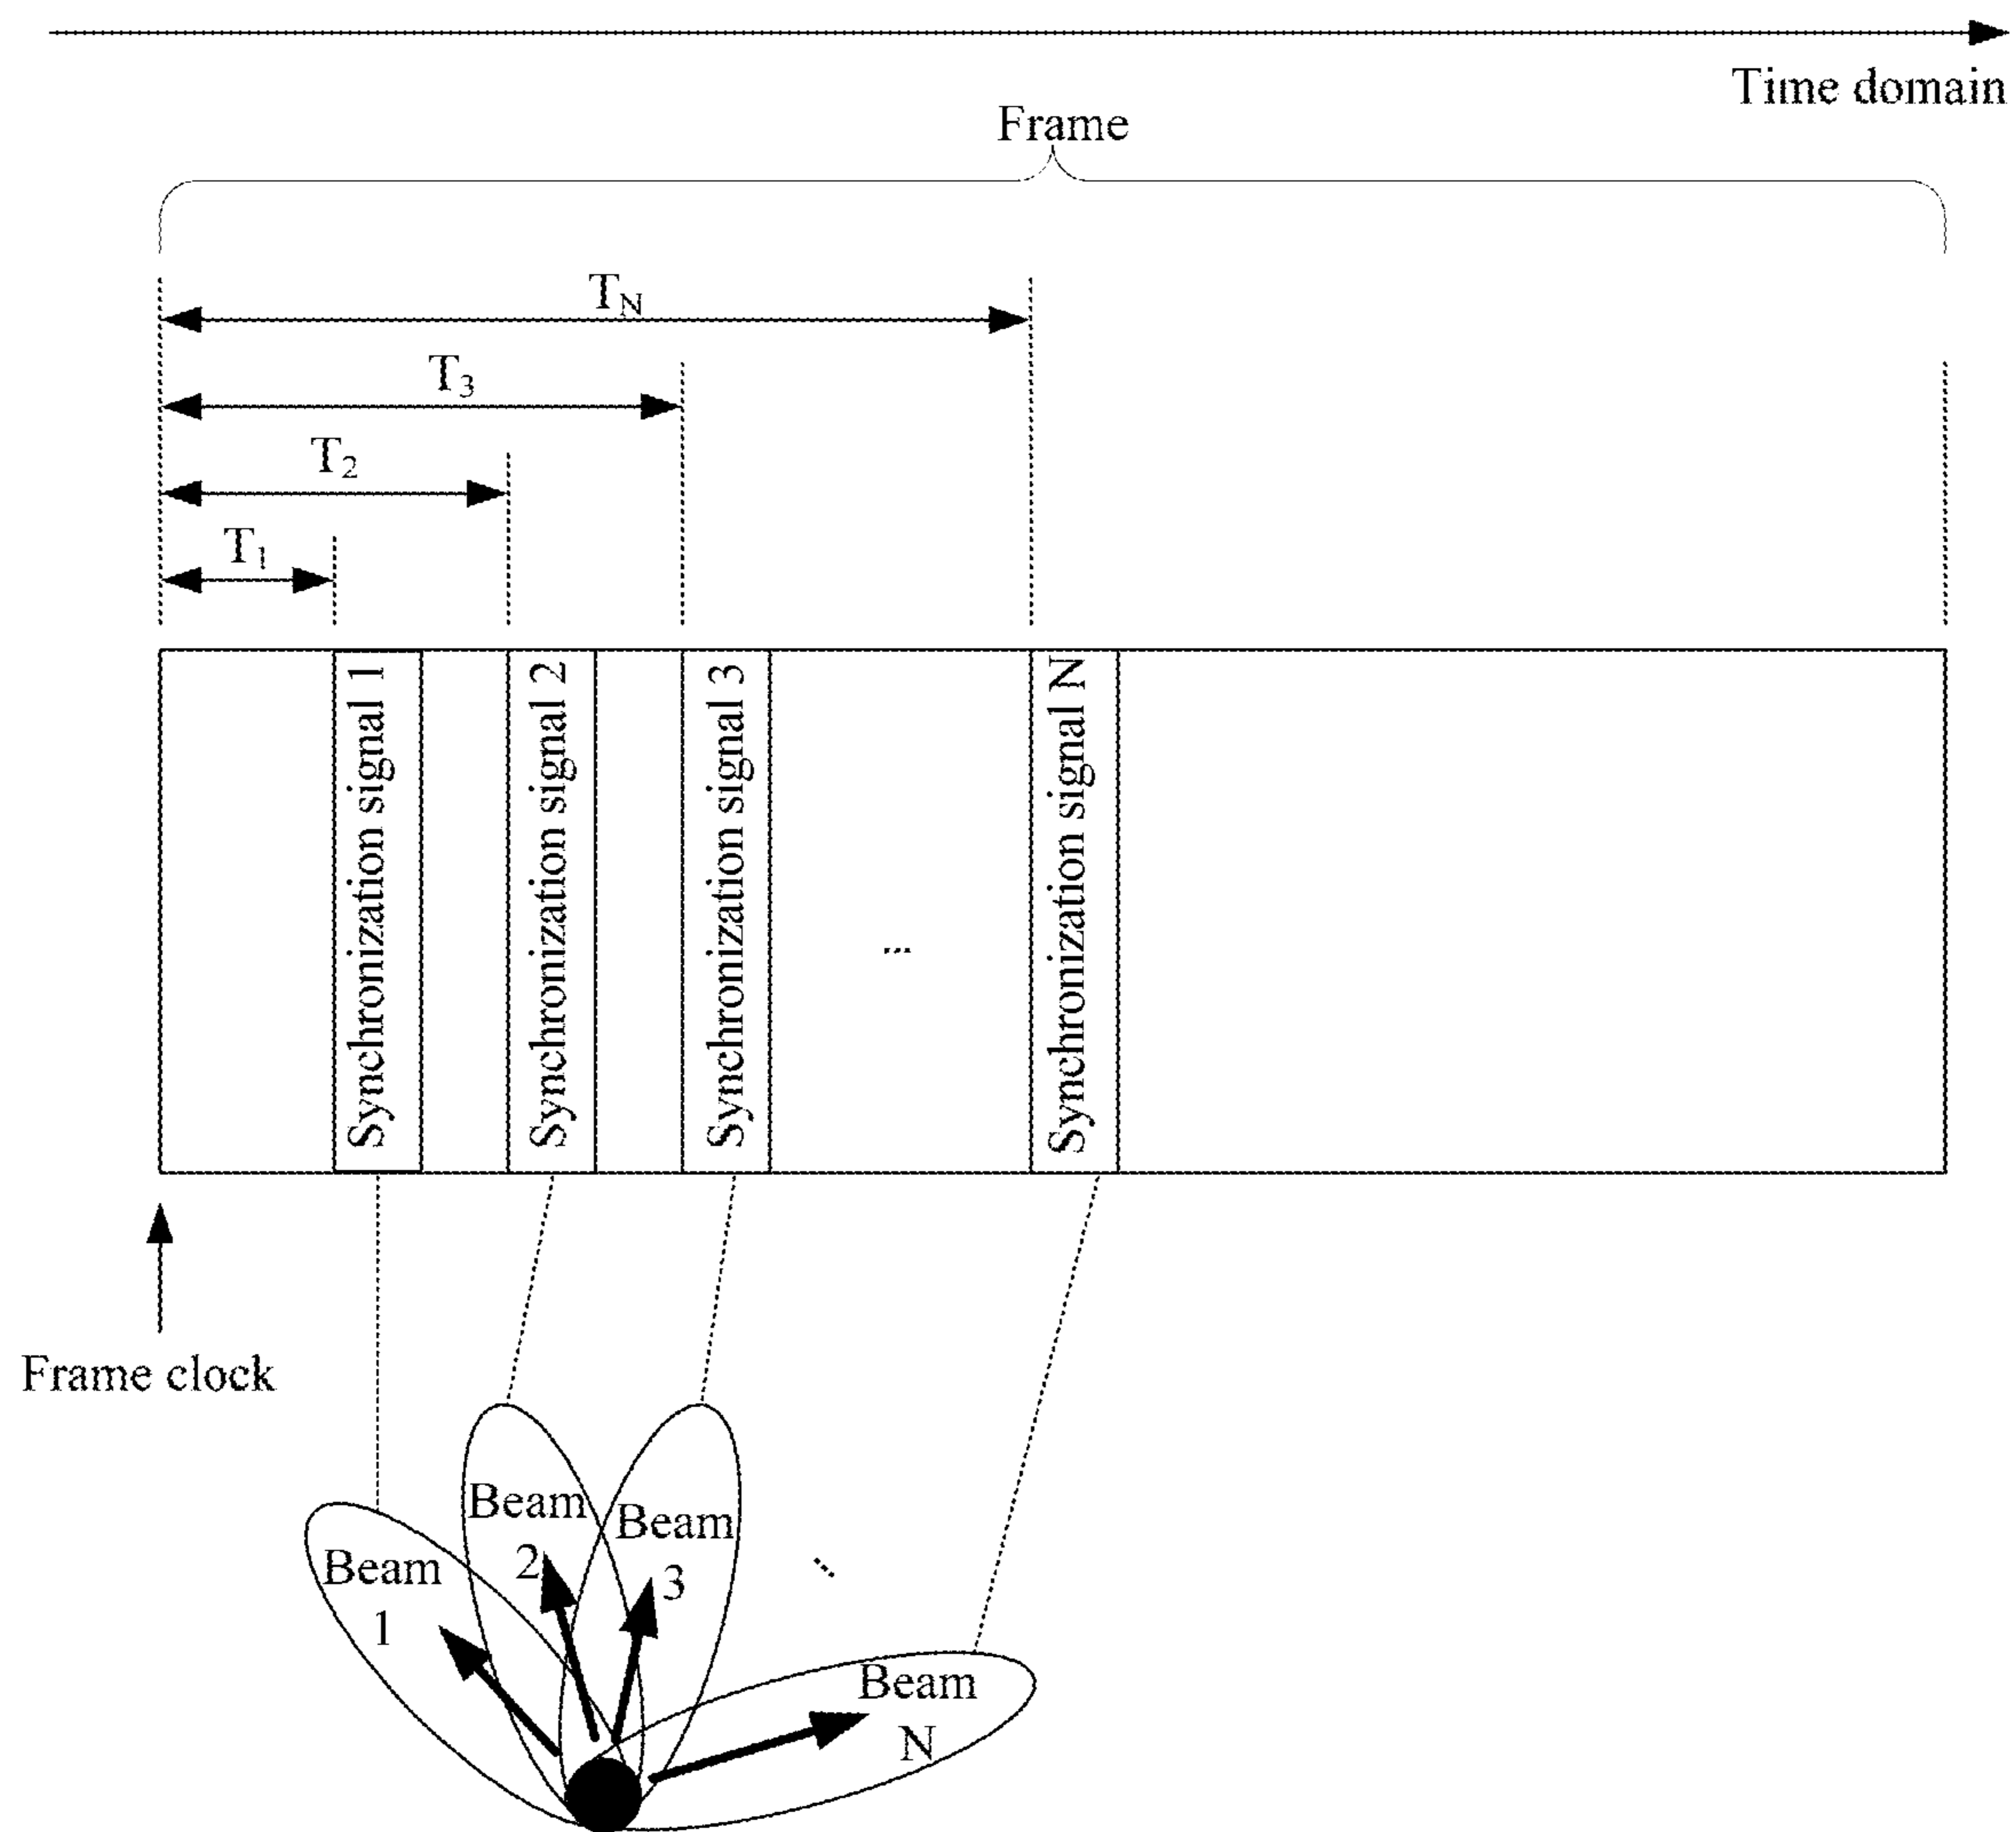 Time domain
Frame
T_N
T_3
T_2
T_1
Synchronization signal 1
Synchronization signal 2
Synchronization signal 3
...
Synchronization signal N
Frame clock
Beam
1
Beam
2
Beam
3
...
Beam
N